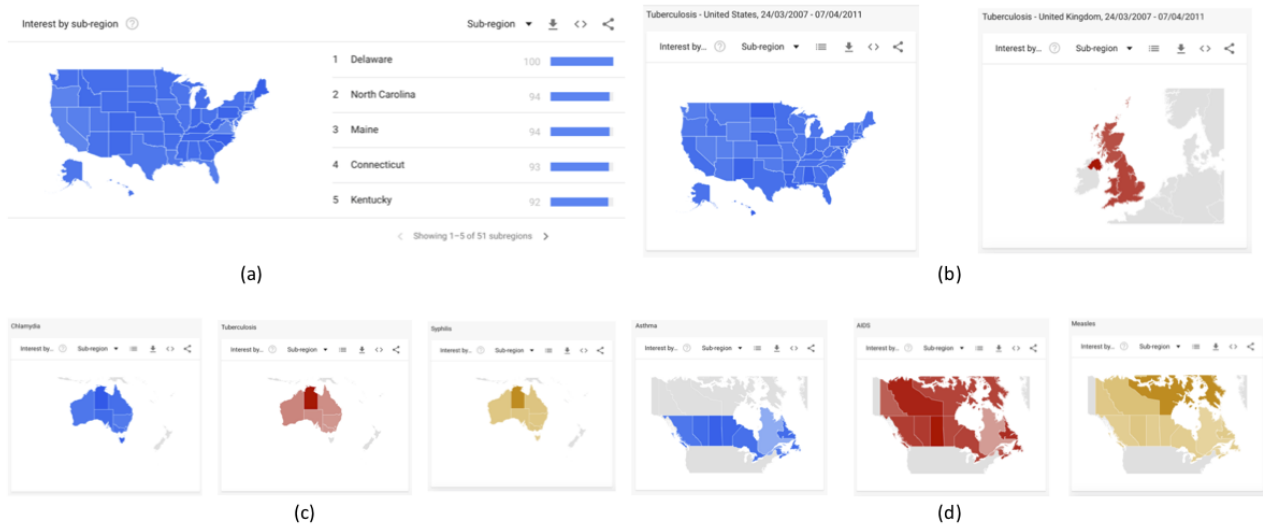 Interest by sub-region
Sub-region
1 Delaware 100
2 North Carolina 94
3 Maine 94
4 Connecticut 93
5 Kentucky 92
Showing 1–5 of 51 subregions
(a)
Tuberculosis - United States, 24/03/2007 - 07/04/2011
Interest by... Sub-region
Tuberculosis - United Kingdom, 24/03/2007 - 07/04/2011
Interest by... Sub-region
(b)
Chlamydia
Interest by... Sub-region
Tuberculosis
Interest by... Sub-region
Syphilis
Interest by... Sub-region
(c)
Asthma
Interest by... Sub-region
AIDS
Interest by... Sub-region
Measles
Interest by... Sub-region
(d)